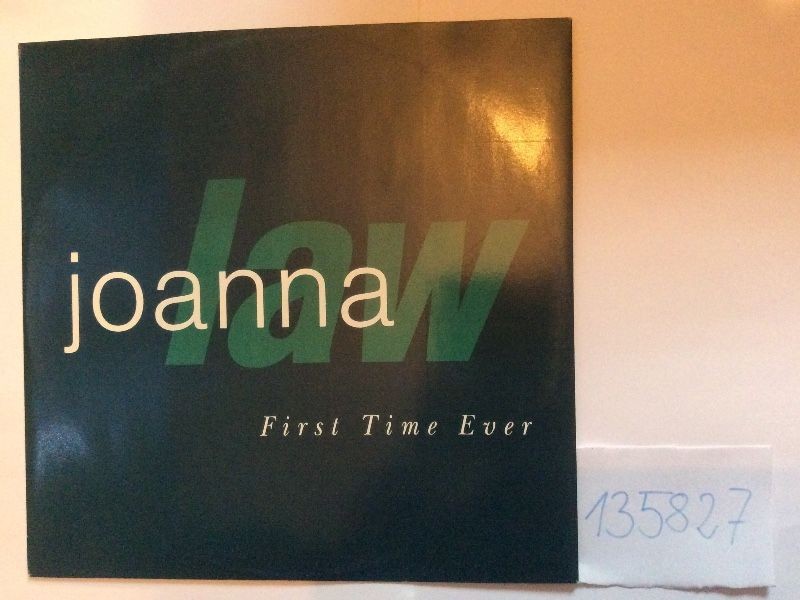 joanna
law
First Time Ever
135827